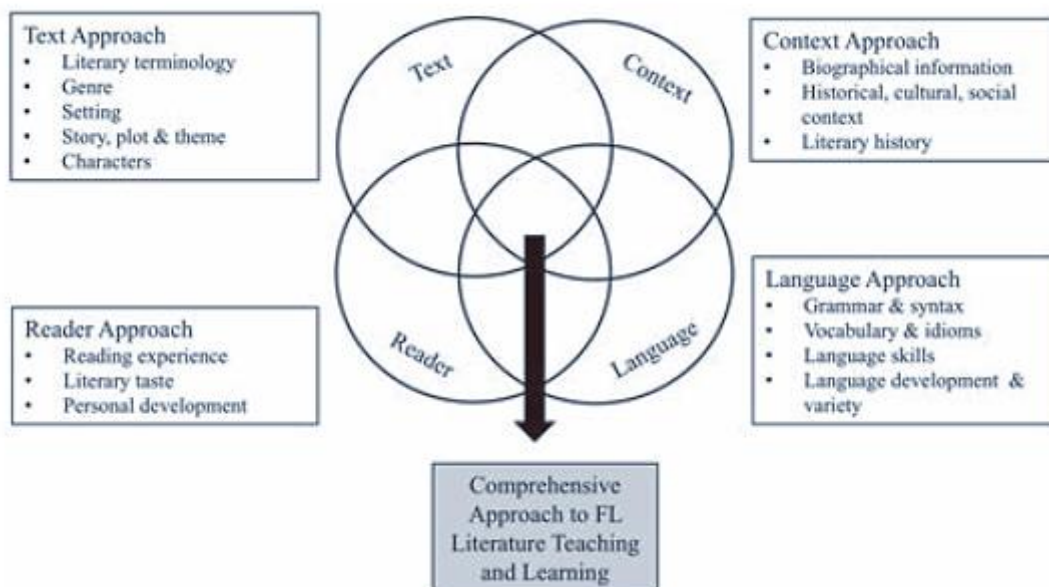 Text Approach
• Literary terminology
• Genre
• Setting
• Story, plot & theme
• Characters
Text
Context
Context Approach
• Biographical information
• Historical, cultural, social
context
• Literary history
Reader Approach
• Reading experience
• Literary taste
• Personal development
Reader
Language
Language Approach
• Grammar & syntax
• Vocabulary & idioms
• Language skills
• Language development &
variety
Comprehensive
Approach to FL
Literature Teaching
and Learning